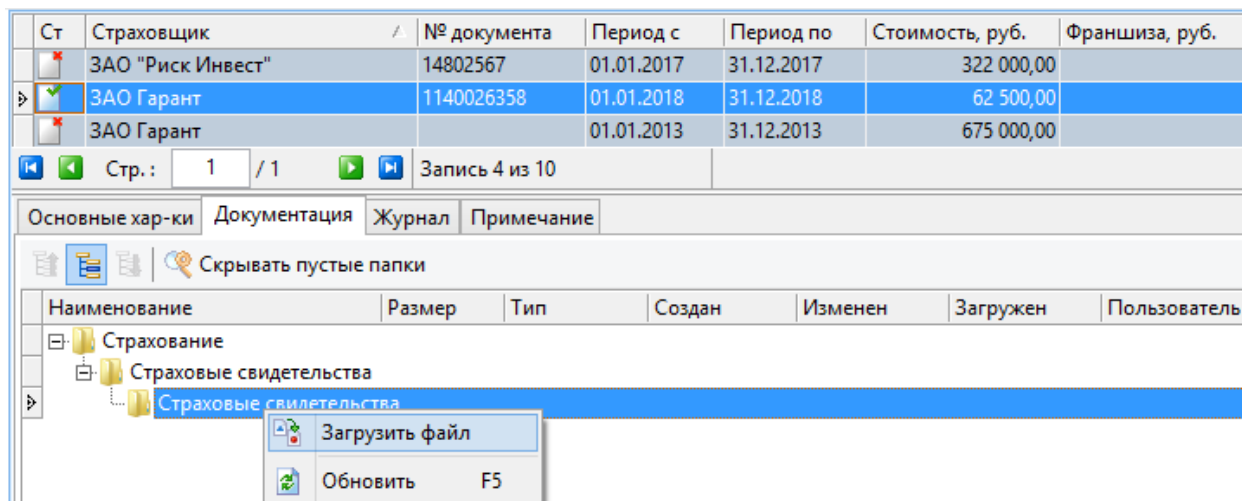 Ст Страховщик № документа Период с Период по Стоимость, руб. Франшиза, руб.
ЗАО "Риск Инвест" 14802567 01.01.2017 31.12.2017 322 000,00
ЗАО Гарант 1140026358 01.01.2018 31.12.2018 62 500,00
ЗАО Гарант 01.01.2013 31.12.2013 675 000,00
Стр. : 1 / 1 Запись 4 из 10
Основные хар-ки Документация Журнал Примечание
Скрывать пустые папки
Наименование Размер Тип Создан Изменен Загружен Пользователь
Страхование
Страховые свидетельства
Страховые свидетельства
Загрузить файл
Обновить F5